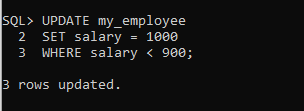 SQL> UPDATE my_employee
2 SET salary = 1000
3 WHERE salary < 900;
3 rows updated.